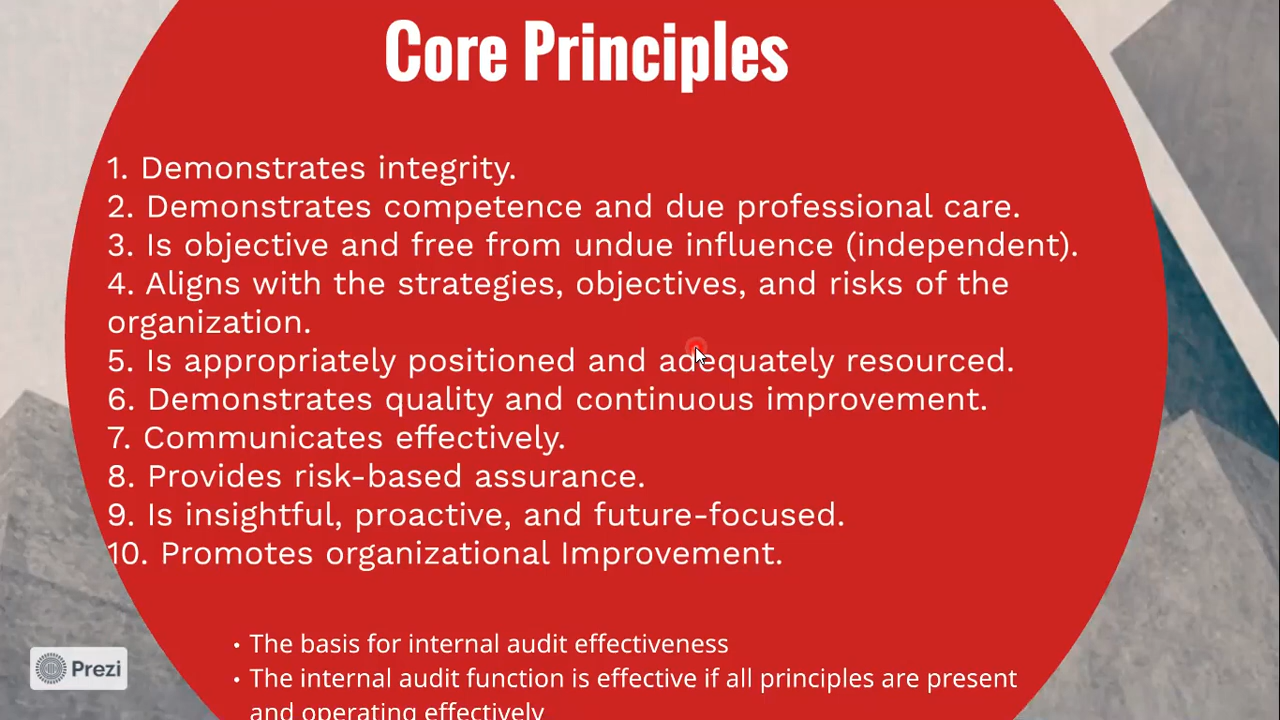 Core Principles
1. Demonstrates integrity.
2. Demonstrates competence and due professional care.
3. Is objective and free from undue influence (independent).
4. Aligns with the strategies, objectives, and risks of the
organization.
5. Is appropriately positioned and adequately resourced.
6. Demonstrates quality and continuous improvement.
7. Communicates effectively.
8. Provides risk-based assurance.
9. Is insightful, proactive, and future-focused.
10. Promotes organizational Improvement.
• The basis for internal audit effectiveness
• The internal audit function is effective if all principles are present
and operating effectively
Prezi